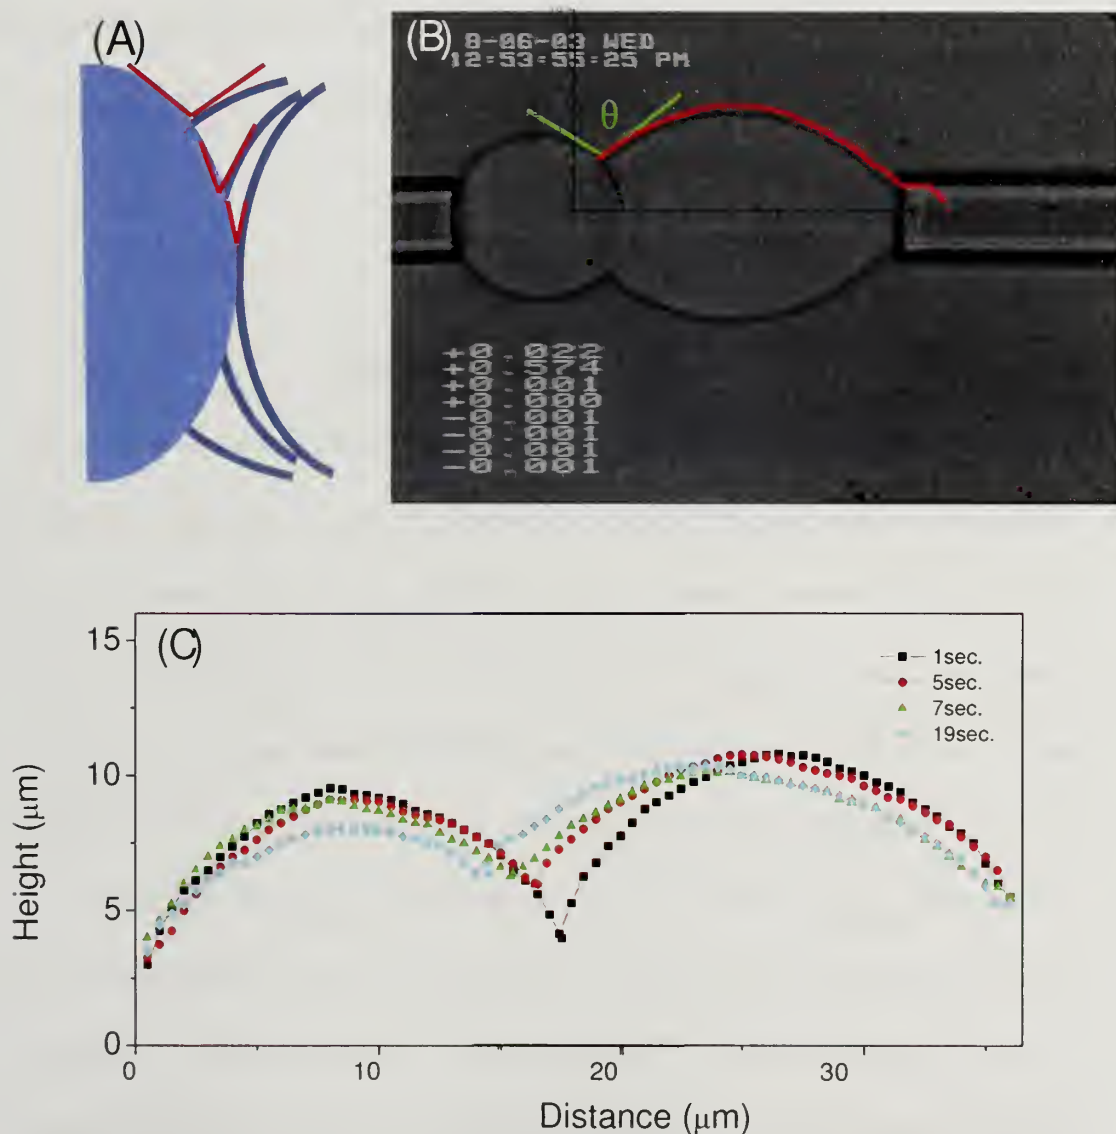 (A)
(B)
8-06-03 WED
12:53:55:25 PM
θ
+0.022
+0.574
+0.001
+0.000
-0.001
-0.001
-0.001
-0.001
(C)
1sec.
5sec.
7sec.
19sec.
15
10
5
0
0
10
20
30
Height (μm)
Distance (μm)